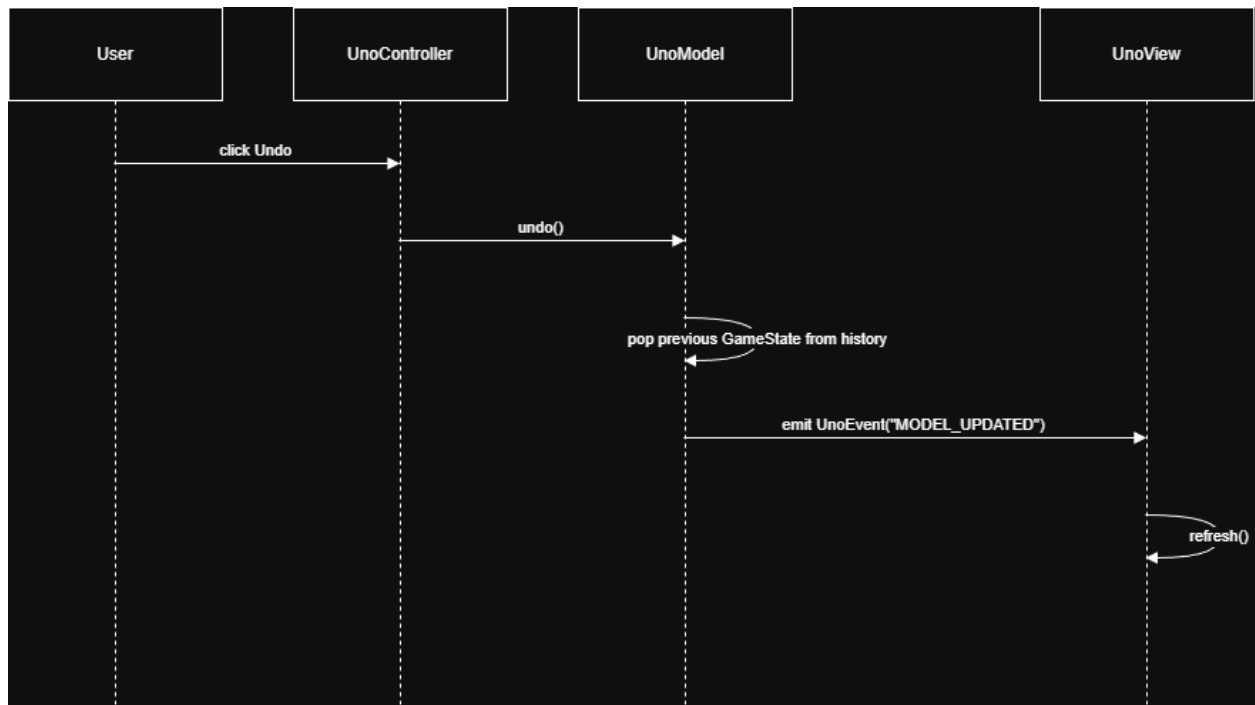 User
UnoController
UnoModel
UnoView
click Undo
undo()
pop previous GameState from history
emit UnoEvent("MODEL_UPDATED")
refresh()